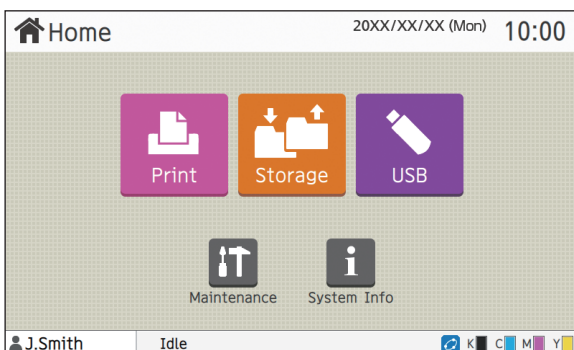 Home 20XX/XX/XX (Mon) 10:00
Print Storage USB
Maintenance System Info
J.Smith Idle K C M Y